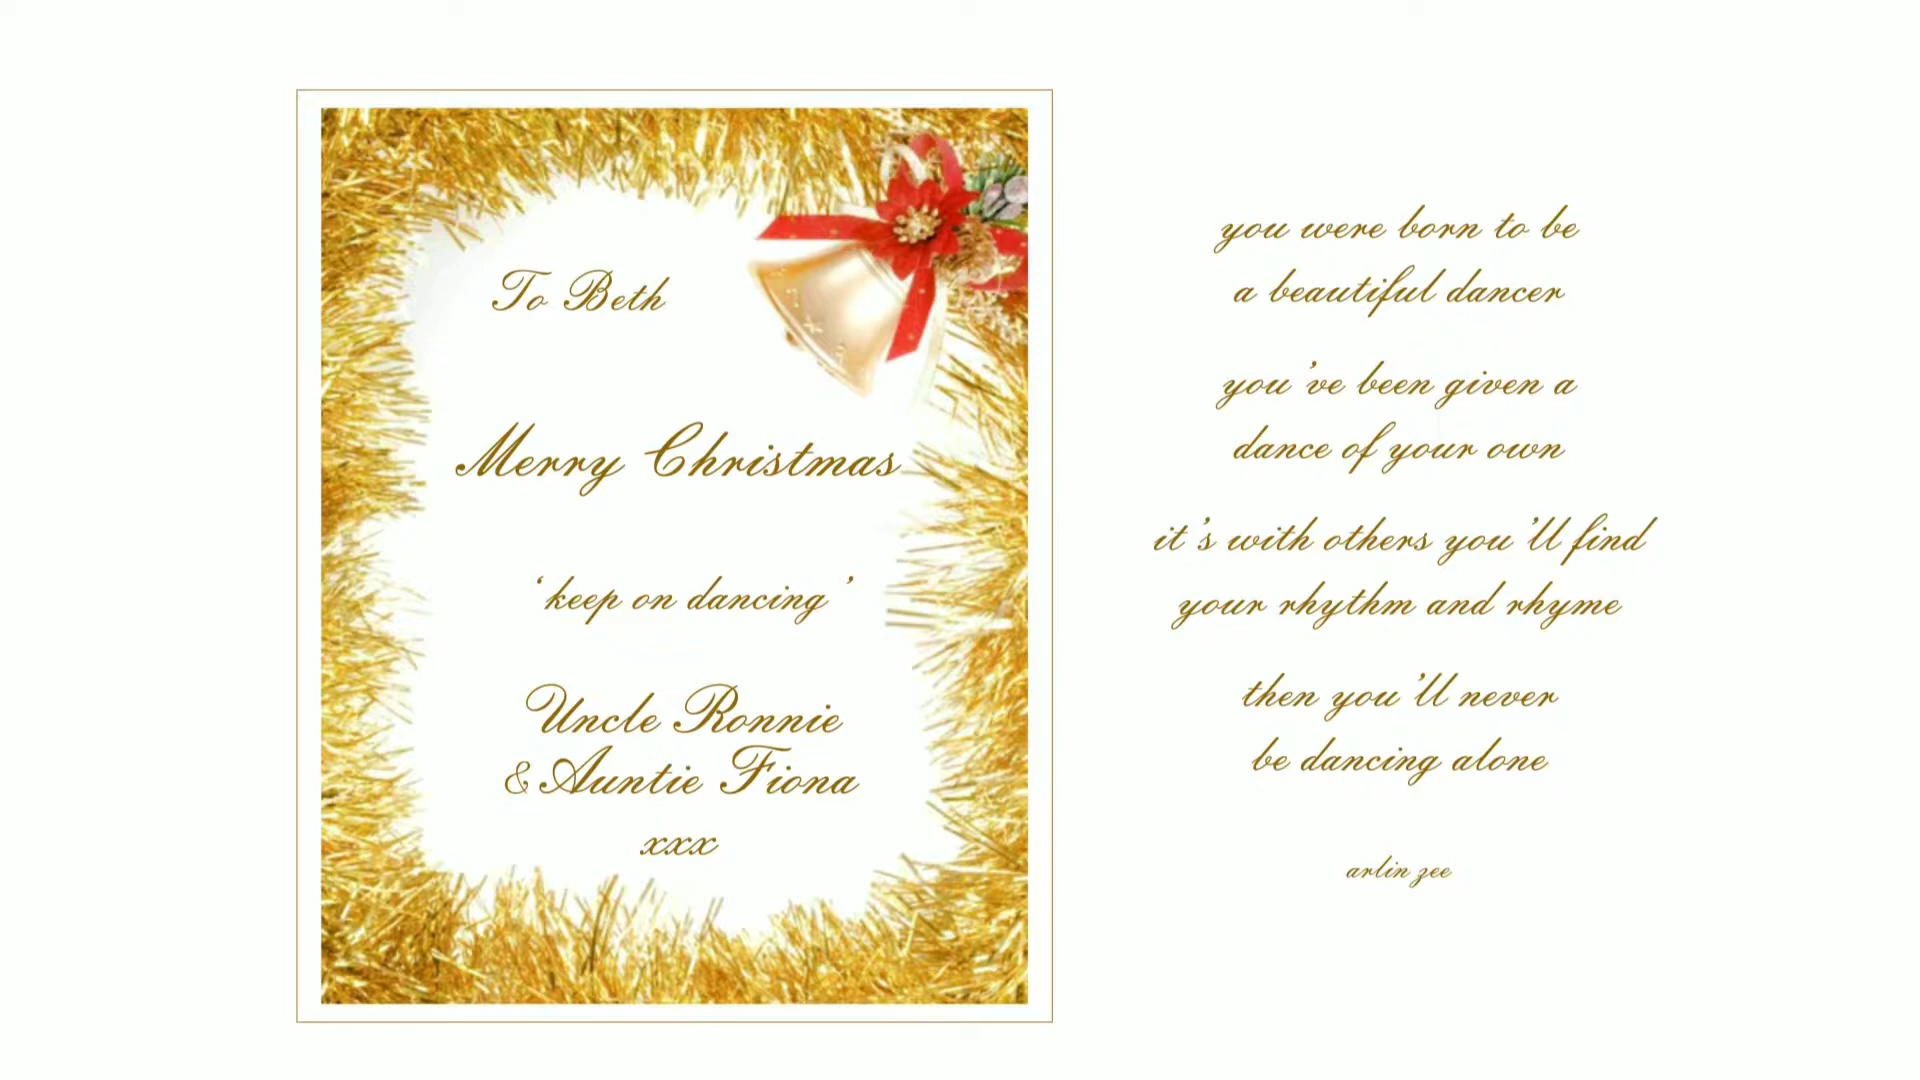 To Beth
Merry Christmas
‘keep on dancing’
Uncle Ronnie
& Auntie Fiona
xxx
you were born to be
a beautiful dancer
you’ve been given a
dance of your own
it’s with others you’ll find
your rhythm and rhyme
then you’ll never
be dancing alone
arlin zee